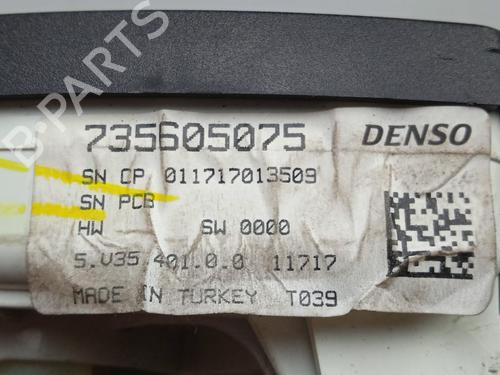 B-PARTS
735605075 DENSO
SN CP 011717013509
SN PCB
HW SW 0000
5.V35 401.0.0 11717
MADE IN TURKEY T039